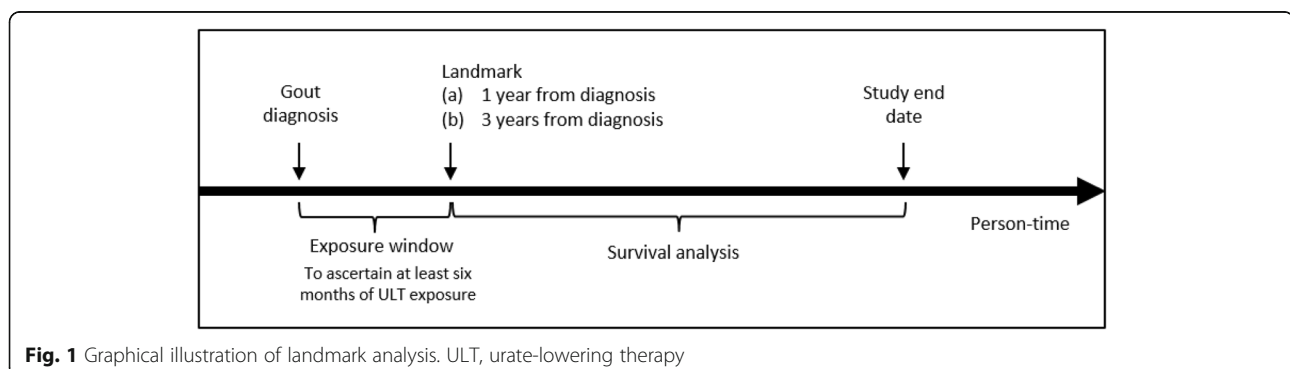 Gout
diagnosis
Landmark
(a) 1 year from diagnosis
(b) 3 years from diagnosis
Study end
date
Person-time
Exposure window
To ascertain at least six
months of ULT exposure
Survival analysis
Fig. 1 Graphical illustration of landmark analysis. ULT, urate-lowering therapy